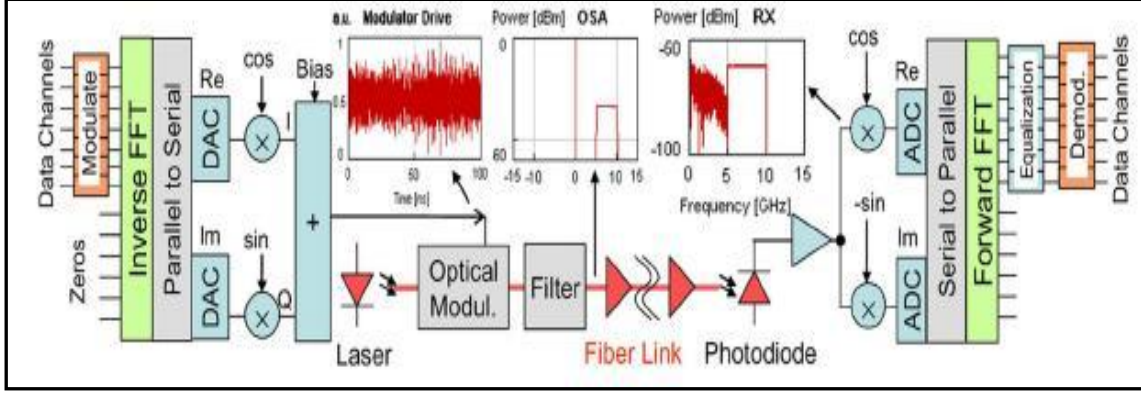 Data Channels
Modulate
Zeros
Inverse FFT
Parallel to Serial
Re
DAC
cos
X
I
Im
DAC
sin
X
Q
Bias
+
a.u. Modulator Drive
1
0.5
0
0 50 100
Time [ns]
Power [dBm] OSA
0
60
-15 -10 0 10 15
Power [dBm] RX
-50
-100
0 5 10 15
Frequency [GHz]
Laser
Optical
Modul.
Filter
Fiber Link
Photodiode
cos
X
-sin
X
Re
ADC
Im
ADC
Serial to Parallel
Forward FFT
Equalization
Demod.
Data Channels